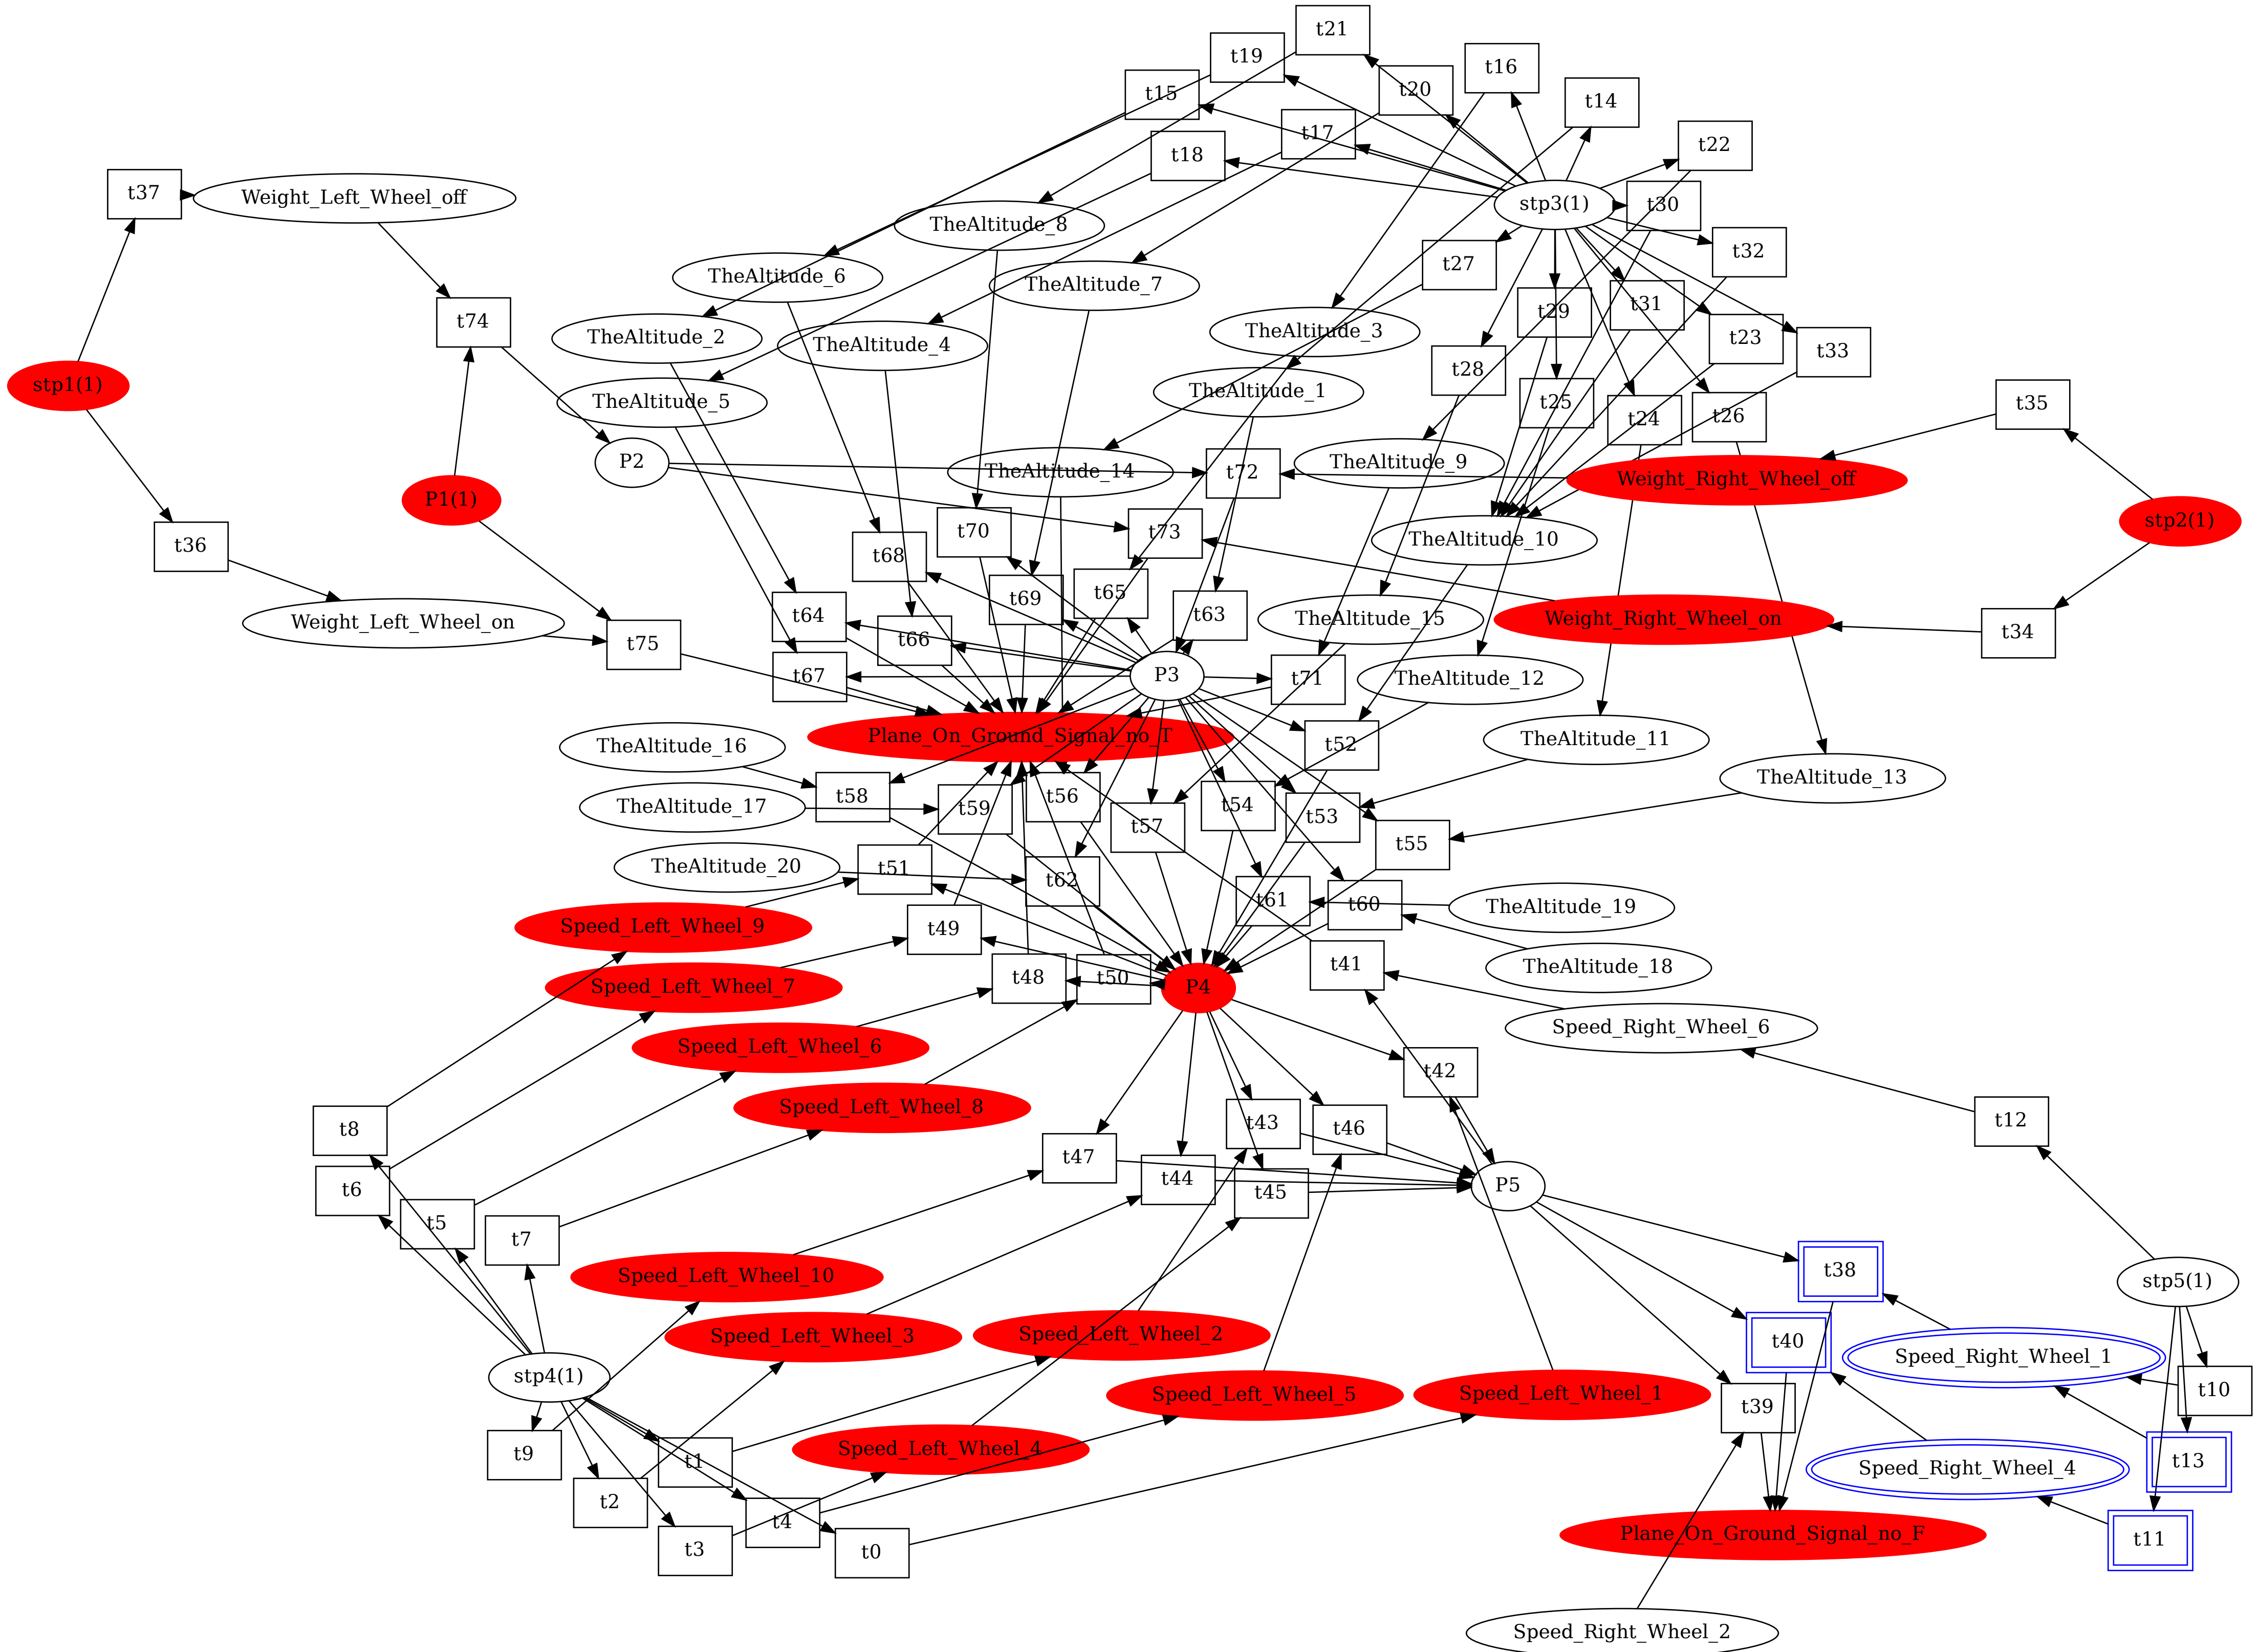 t21
t19
t16
t20
t15
t14
t17
t22
t18
t37
Weight_Left_Wheel_off
stp3(1)
t30
TheAltitude_8
t32
t27
TheAltitude_6
TheAltitude_7
t29
t31
t74
TheAltitude_3
TheAltitude_2
t23
TheAltitude_4
t33
t28
stp1(1)
TheAltitude_1
TheAltitude_5
t25
t35
t24
t26
P2
TheAltitude_9
TheAltitude_14
t72
Weight_Right_Wheel_off
P1(1)
stp2(1)
t70
t73
TheAltitude_10
t36
t68
t65
t69
t64
t63
Weight_Left_Wheel_on
TheAltitude_15
Weight_Right_Wheel_on
t34
t66
t75
t67
P3
t71
TheAltitude_12
Plane_On_Ground_Signal_no_T
TheAltitude_11
TheAltitude_16
t52
TheAltitude_13
t58
t56
TheAltitude_17
t59
t54
t53
t57
t55
TheAltitude_20
t51
t62
t61
t60
TheAltitude_19
Speed_Left_Wheel_9
t49
t41
TheAltitude_18
t48
t50
Speed_Left_Wheel_7
P4
Speed_Right_Wheel_6
Speed_Left_Wheel_6
t42
Speed_Left_Wheel_8
t12
t8
t43
t46
t47
t44
P5
t6
t45
t5
t7
t38
Speed_Left_Wheel_10
stp5(1)
Speed_Left_Wheel_3
Speed_Left_Wheel_2
t40
Speed_Right_Wheel_1
stp4(1)
t10
Speed_Left_Wheel_5
Speed_Left_Wheel_1
t39
Speed_Left_Wheel_4
t9
t1
t13
Speed_Right_Wheel_4
t2
t4
Plane_On_Ground_Signal_no_F
t11
t3
t0
Speed_Right_Wheel_2